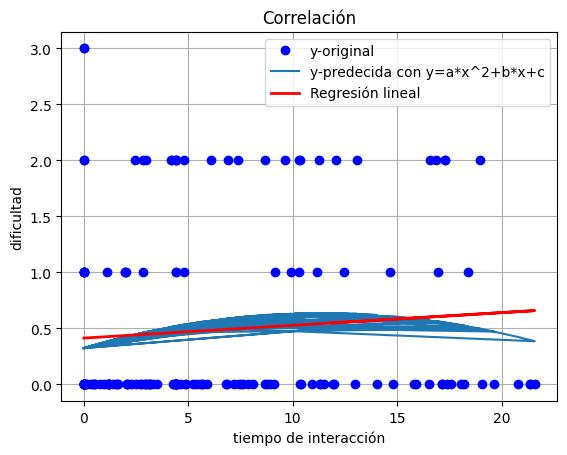 Correlación
y-original
y-predecida con y=a*x^2+b*x+c
Regresión lineal
dificultad
3.0
2.5
2.0
1.5
1.0
0.5
0.0
0 5 10 15 20
tiempo de interacción